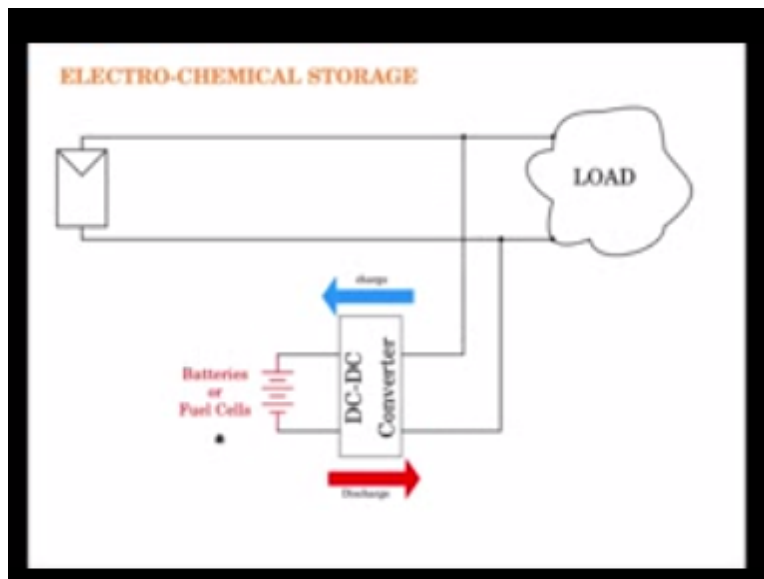 ELECTRO-CHEMICAL STORAGE
LOAD
charge
DC-DC
Converter
Batteries
or
Fuel Cells
Discharge